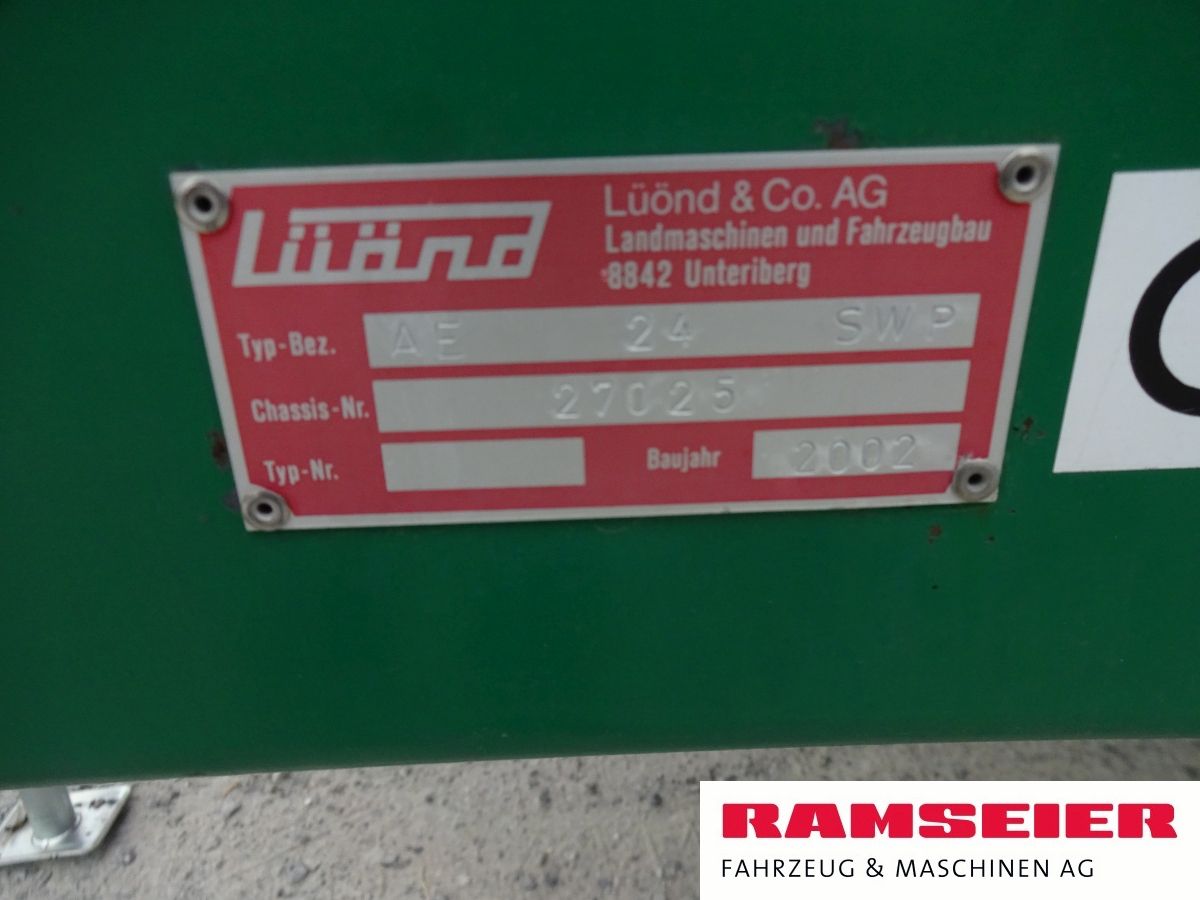 Lüönd
Lüönd & Co. AG
Landmaschinen und Fahrzeugbau
8842 Unteriberg
Typ-Bez. AE 24 SWP
Chassis-Nr. 27025
Typ-Nr. Baujahr 2002
RAMSEIER
FAHRZEUG & MASCHINEN AG